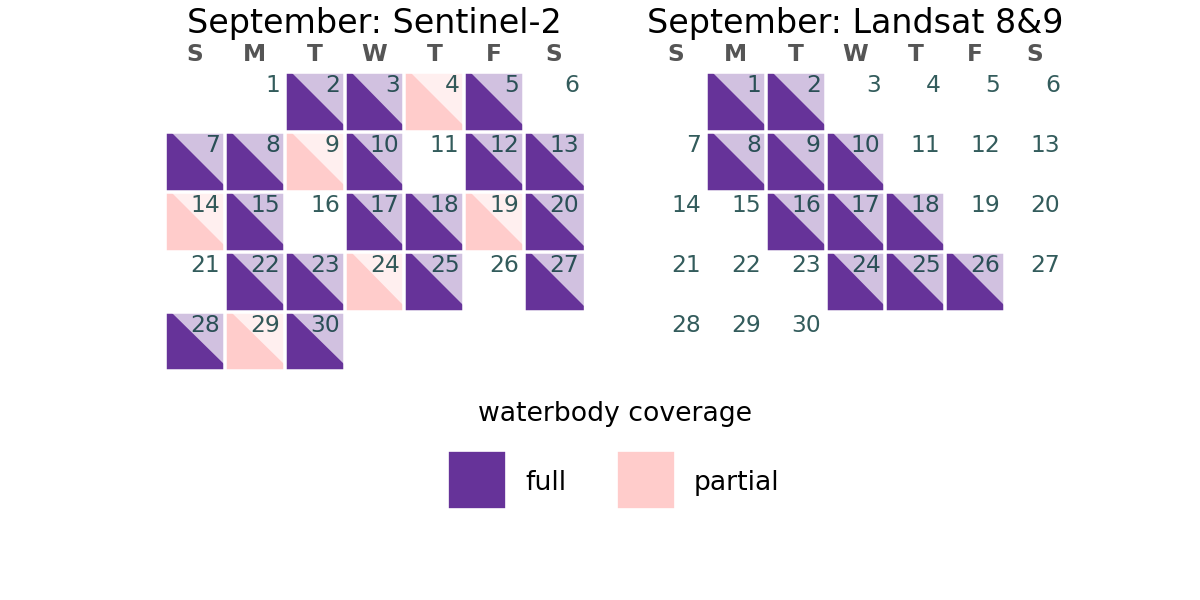 September: Sentinel-2
S M T W T F S
1 2 3 4 5 6
7 8 9 10 11 12 13
14 15 16 17 18 19 20
21 22 23 24 25 26 27
28 29 30
September: Landsat 8&9
S M T W T F S
1 2 3 4 5 6
7 8 9 10 11 12 13
14 15 16 17 18 19 20
21 22 23 24 25 26 27
28 29 30
waterbody coverage
full partial